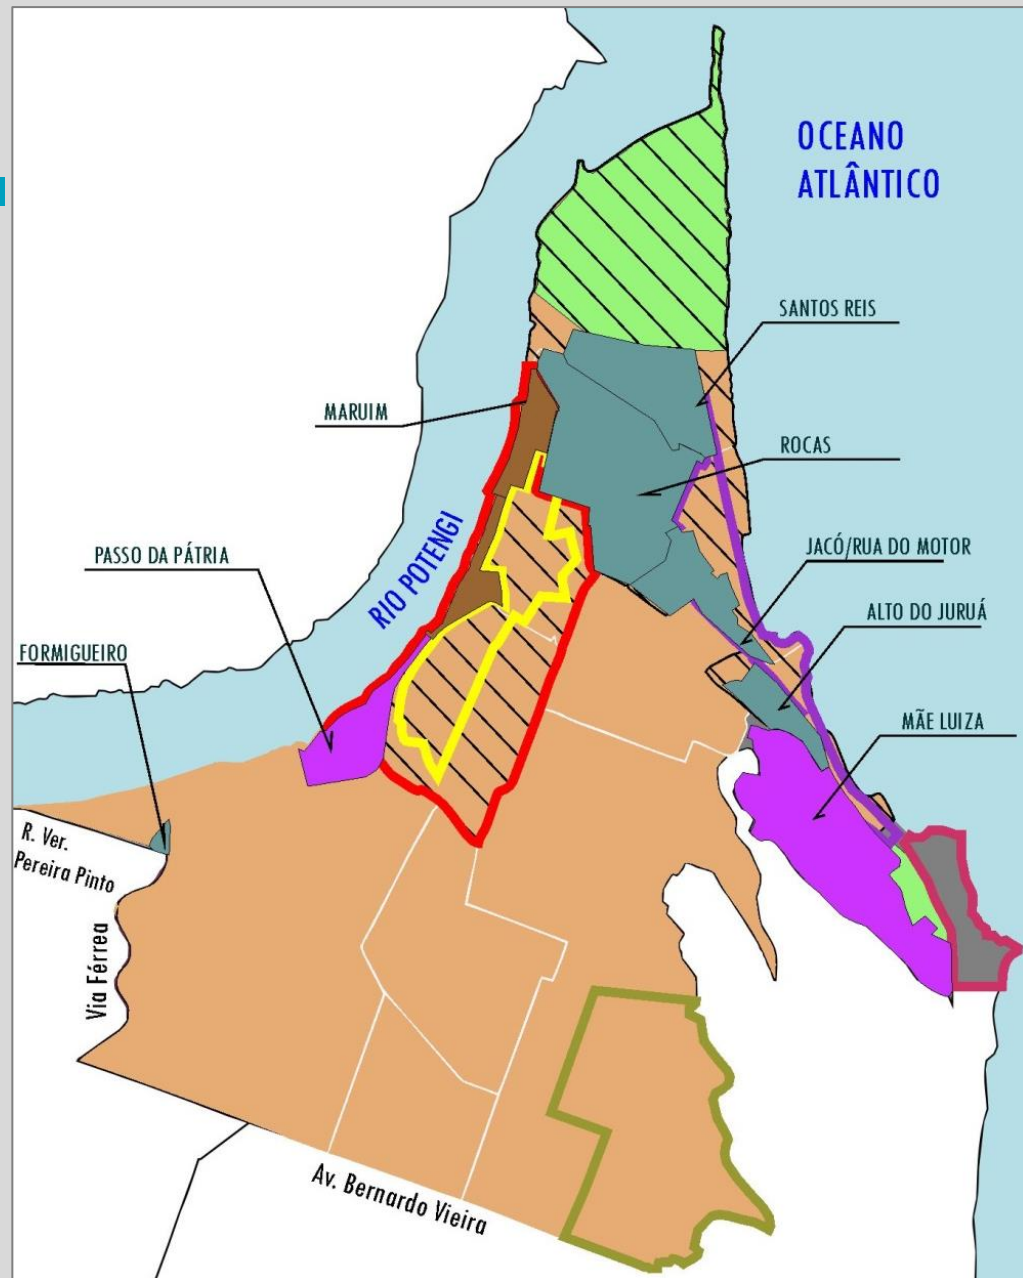 OCEANO
ATLÂNTICO
SANTOS REIS
MARUIM
ROCAS
RIO POTENGI
PASSO DA PÁTRIA
JACÓ/RUA DO MOTOR
ALTO DO JURUÁ
FORMIGUEIRO
MÃE LUIZA
R. Ver.
Pereira Pinto
Via Férrea
Av. Bernardo Vieira